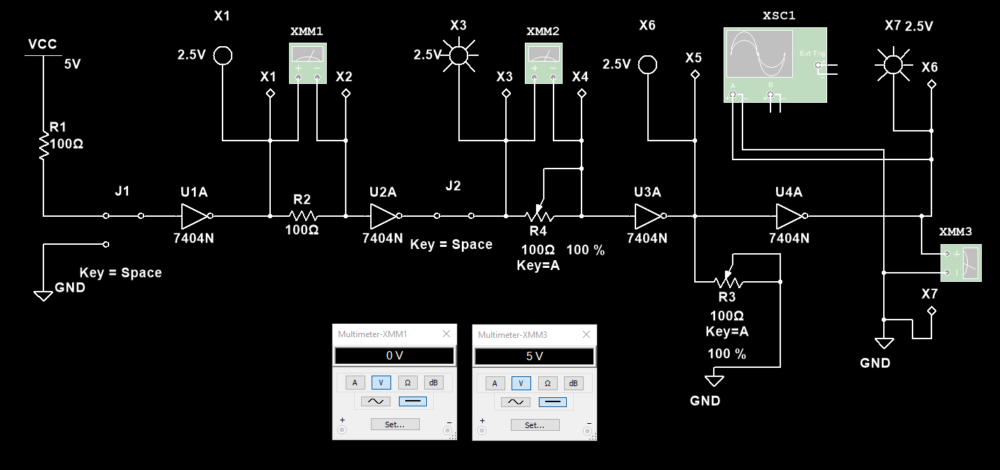 X1
XSC1
X3
X6
X7 2.5V
XMM1
XMM2
VCC
2.5V
2.5V
2.5V
X5
Ext Trig
5V
X1
X2
X3
X4
X6
A
B
R1
100Ω
J1
U1A
R2
100Ω
7404N
U2A
7404N
J2
Key = Space
R4
100Ω 100 %
Key=A
U3A
7404N
U4A
7404N
XMM3
Key = Space
GND
R3
100Ω
Key=A
100 %
GND
X7
GND
Multimeter-XMM1
0 V
A V Ω dB
Set...
+ −
Multimeter-XMM3
5 V
A V Ω dB
Set...
+ −